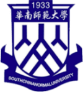 1933
華南師範大學
SOUTH CHINA NORMAL UNIVERSITY